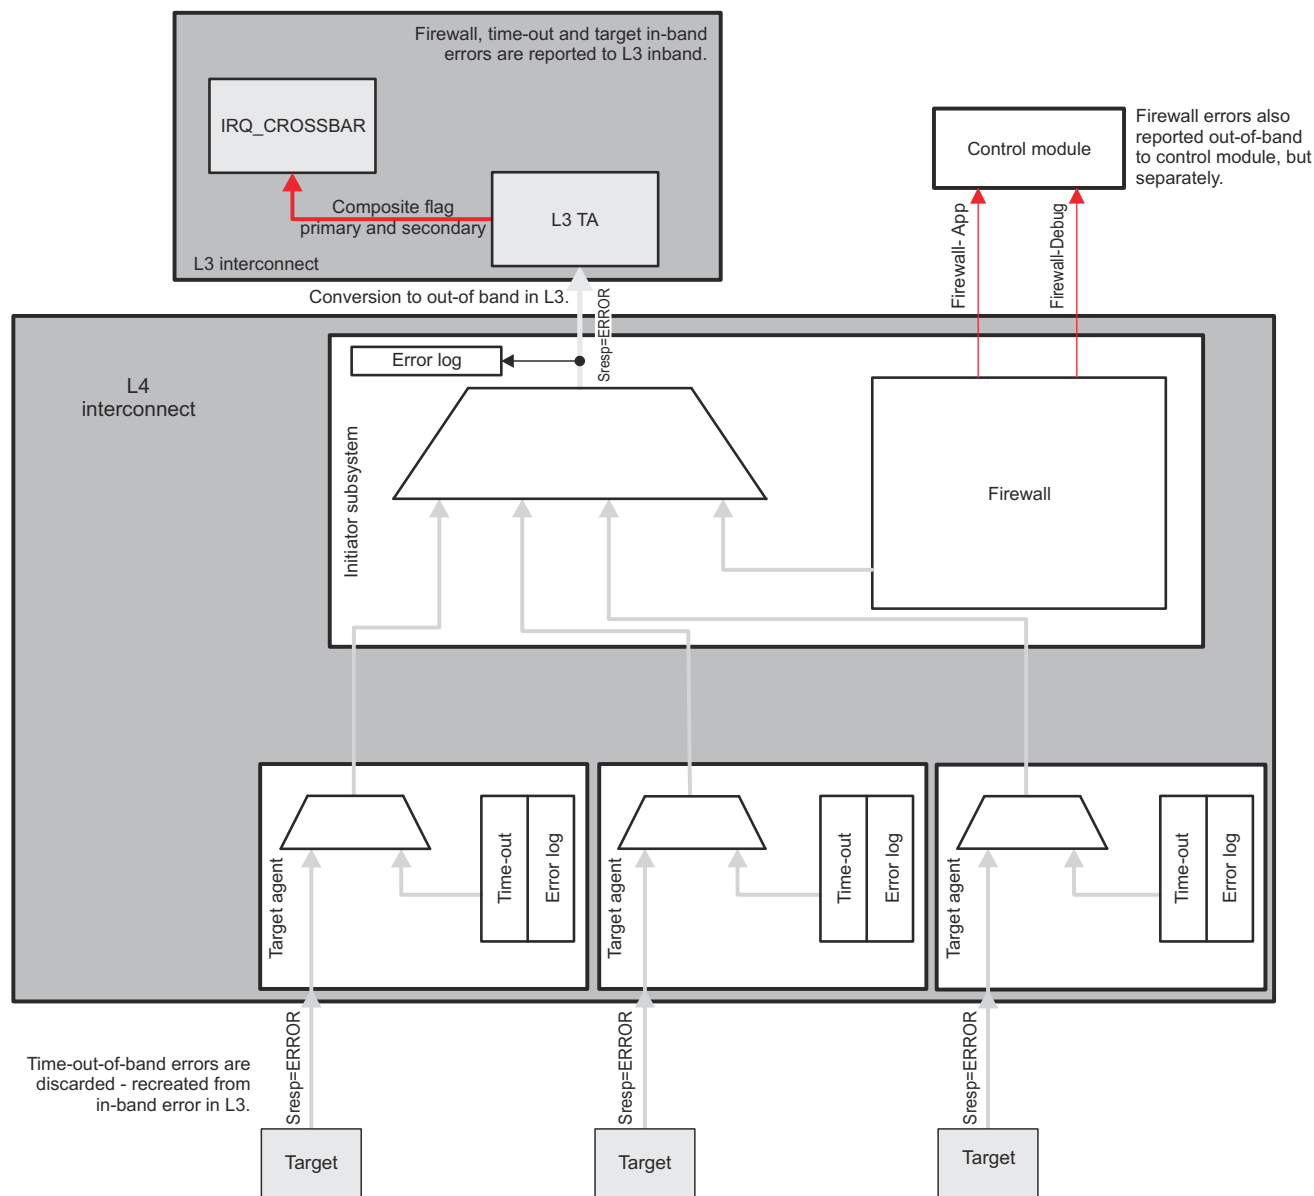 Firewall, time-out and target in-band
errors are reported to L3 inband.
IRQ_CROSSBAR
Composite flag
primary and secondary
L3 TA
L3 interconnect
Control module
Firewall errors also
reported out-of-band
to control module, but
separately.
Firewall- App
Firewall-Debug
Conversion to out-of band in L3.
Sresp=ERROR
L4
interconnect
Error log
Initiator subsystem
Firewall
Target agent
Time-out
Error log
Target agent
Time-out
Error log
Target agent
Time-out
Error log
Time-out-of-band errors are
discarded - recreated from
in-band error in L3.
Sresp=ERROR
Sresp=ERROR
Sresp=ERROR
Target
Target
Target